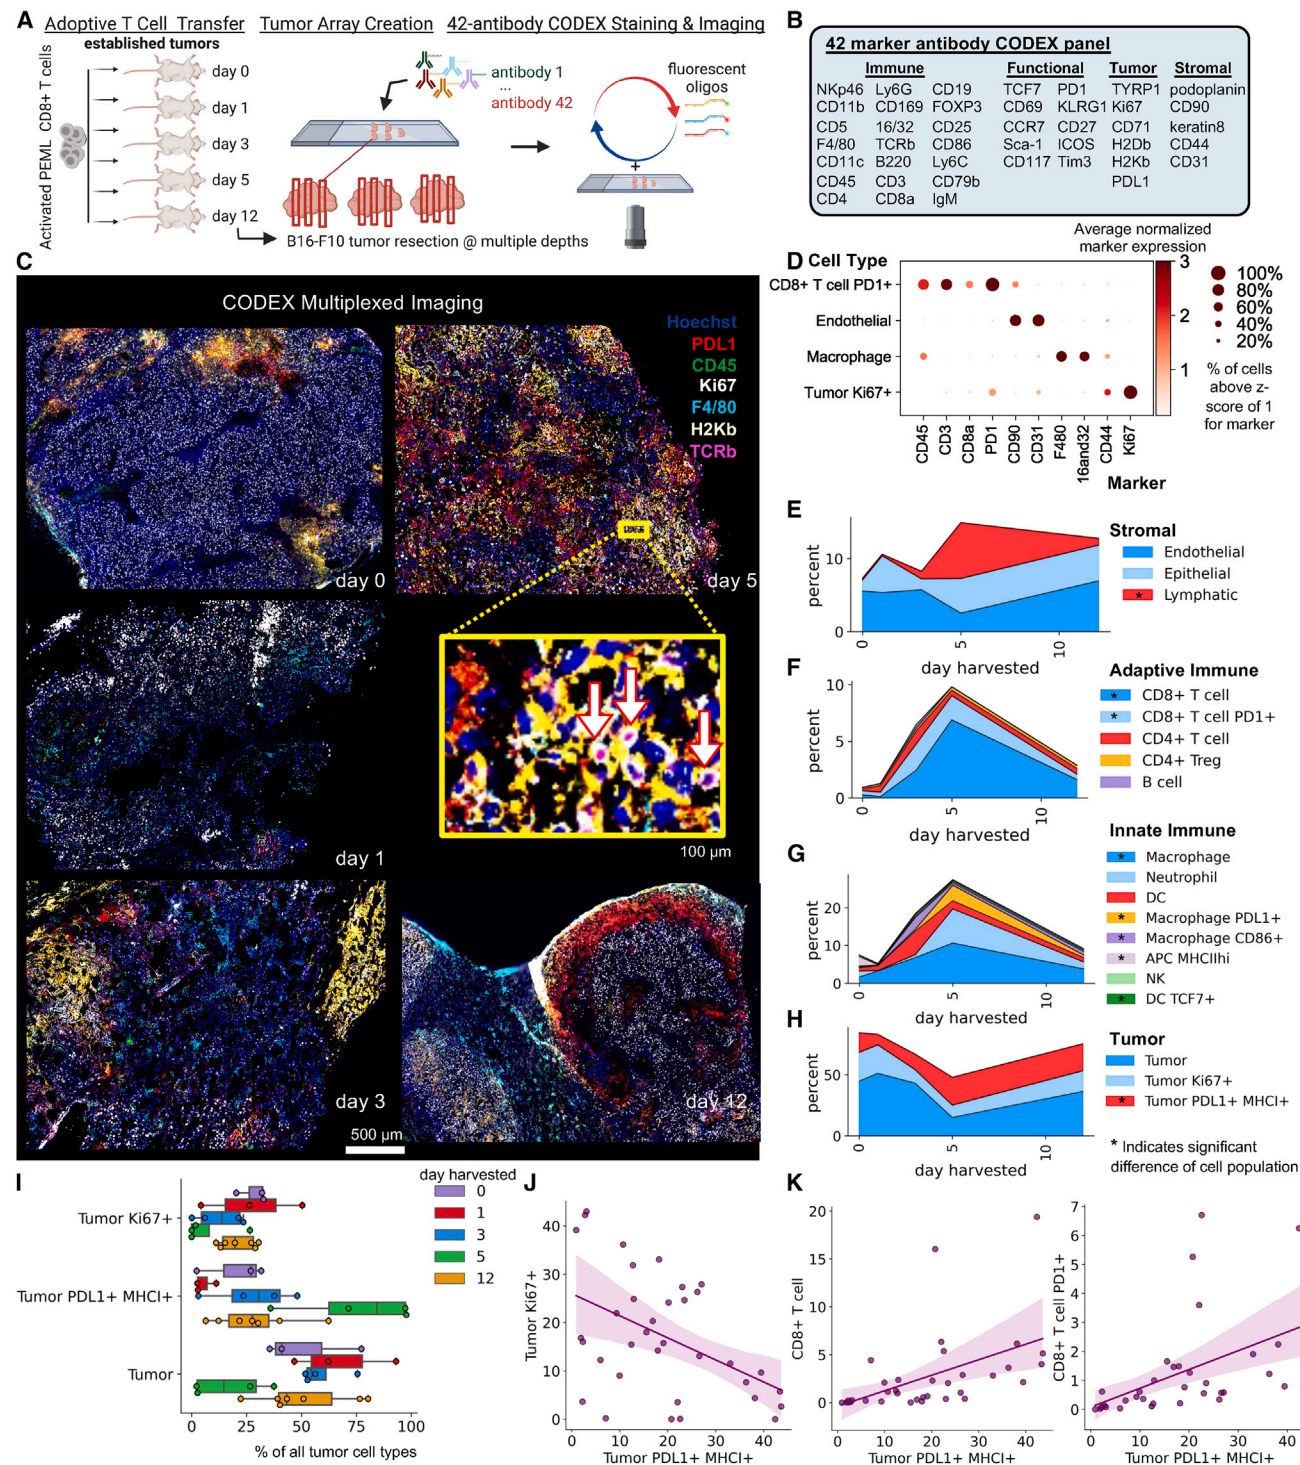 A
Adoptive T Cell Transfer
Tumor Array Creation
42-antibody CODEX Staining & Imaging
established tumors
Activated PEML CD8+ T cells
day 0
day 1
day 3
day 5
day 12
antibody 1
...
antibody 42
fluorescent
oligos
+
B16-F10 tumor resection @ multiple depths
B
42 marker antibody CODEX panel
Immune Functional Tumor Stromal
NKp46 Ly6G CD19 TCF7 PD1 TYRP1 podoplanin
CD11b CD169 FOXP3 CD69 KLRG1 Ki67 CD90
CD5 16/32 CD25 CCR7 CD27 CD71 keratin8
F4/80 TCRb CD86 Sca-1 ICOS H2Db CD44
CD11c B220 Ly6C CD117 Tim3 H2Kb CD31
CD45 CD3 CD79b PDL1
CD4 CD8a IgM
C
CODEX Multiplexed Imaging
Hoechst
PDL1
CD45
Ki67
F4/80
H2Kb
TCRb
day 0
day 5
day 1
100 µm
day 3
500 µm
day 12
D
Cell Type
Average normalized
marker expression
CD8+ T cell PD1+
Endothelial
Macrophage
Tumor Ki67+
CD45
CD3
CD8a
PD1
CD90
CD31
F480
16and32
CD44
Ki67
Marker
3
2
1
100%
80%
60%
40%
20%
% of cells
above z-
score of 1
for marker
E
percent
10
0
0 5 10
day harvested
Stromal
Endothelial
Epithelial
* Lymphatic
F
percent
10
5
0
0 5 10
day harvested
Adaptive Immune
* CD8+ T cell
* CD8+ T cell PD1+
CD4+ T cell
CD4+ Treg
B cell
G
percent
20
10
0
0 5 10
day harvested
Innate Immune
* Macrophage
Neutrophil
DC
* Macrophage PDL1+
* Macrophage CD86+
* APC MHCIIhi
NK
* DC TCF7+
H
percent
50
0
0 5 10
day harvested
Tumor
Tumor
Tumor Ki67+
* Tumor PDL1+ MHCI+
* Indicates significant
difference of cell population
I
day harvested
0
1
3
5
12
Tumor Ki67+
Tumor PDL1+ MHCI+
Tumor
0 25 50 75 100
% of all tumor cell types
J
Tumor Ki67+
40
30
20
10
0
0 10 20 30 40
Tumor PDL1+ MHCI+
K
CD8+ T cell
20
15
10
5
0
0 10 20 30 40
Tumor PDL1+ MHCI+
CD8+ T cell PD1+
7
6
5
4
3
2
1
0
0 10 20 30 40
Tumor PDL1+ MHCI+